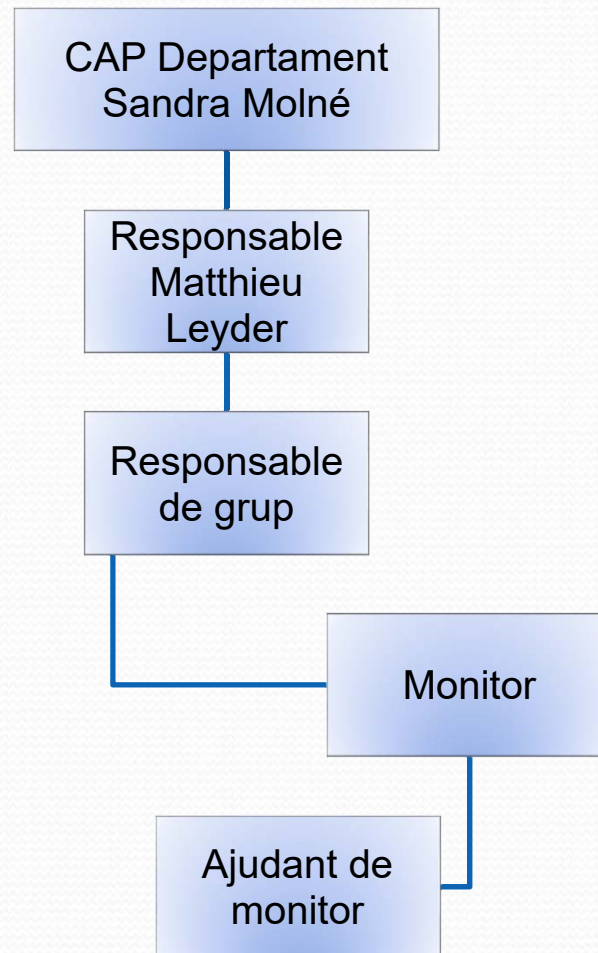 CAP Departament
Sandra Molné
Responsable
Matthieu
Leyder
Responsable
de grup
Monitor
Ajudant de
monitor